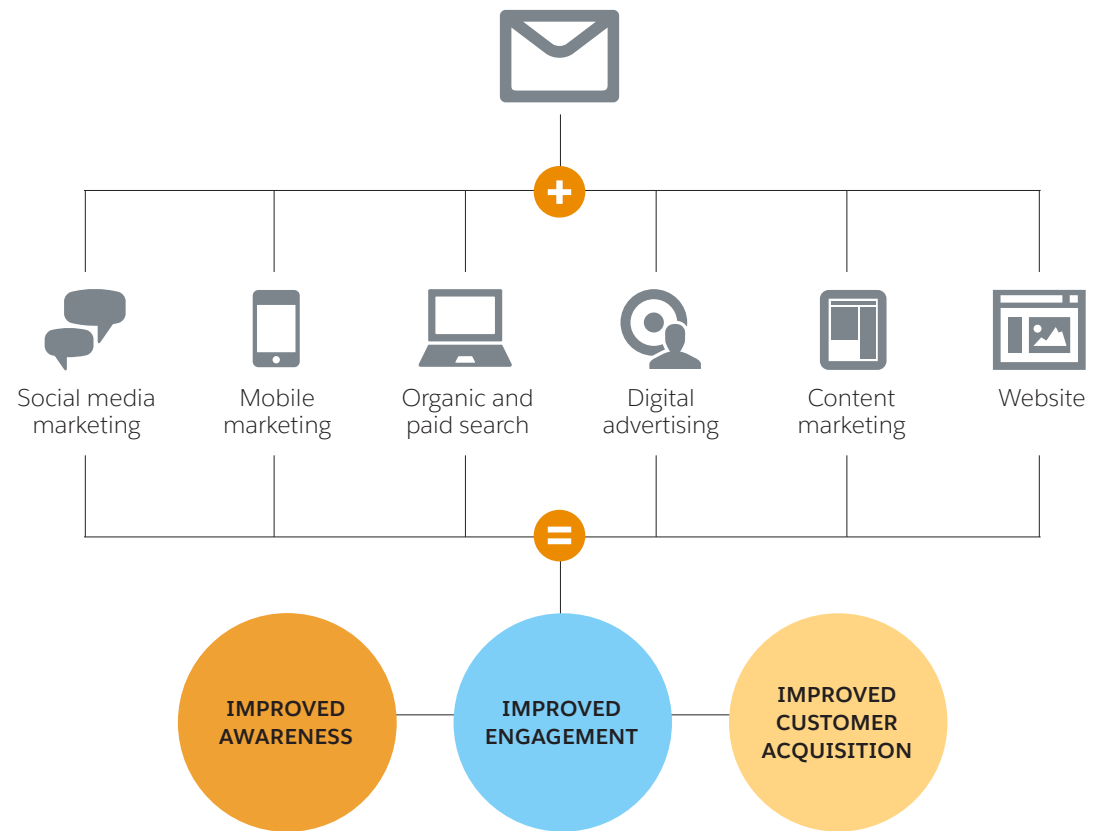 +
Social media
marketing
Mobile
marketing
Organic and
paid search
Digital
advertising
Content
marketing
Website
=
IMPROVED
AWARENESS
IMPROVED
ENGAGEMENT
IMPROVED
CUSTOMER
ACQUISITION